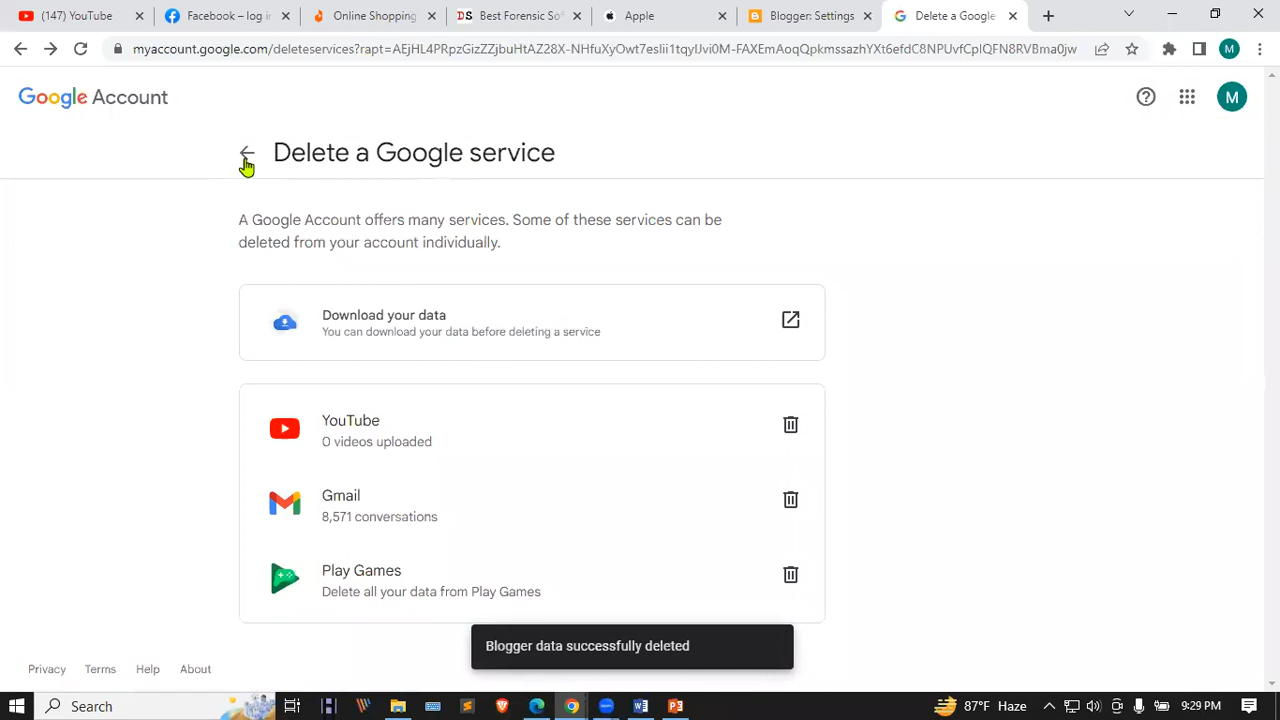 (147) YouTube
Facebook – log in
Online Shopping
DS Best Forensic So
Apple
Blogger: Settings
Delete a Google
myaccount.google.com/deleteservices?rapt=
M
Google Account
M
Delete a Google service
A Google Account offers many services. Some of these services can be
deleted from your account individually.
Download your data
You can download your data before deleting a service
YouTube
0 videos uploaded
Gmail
8,571 conversations
Play Games
Delete all your data from Play Games
Blogger data successfully deleted
Privacy
Terms
Help
About
Search
87°F Haze
9:29 PM